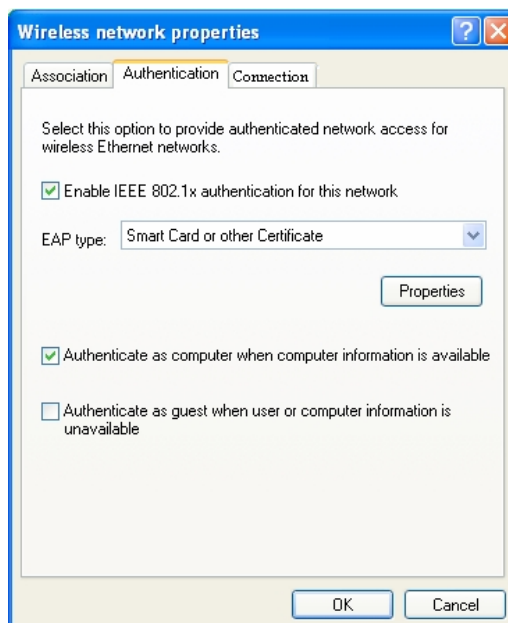 Wireless network properties
Association
Authentication
Connection
Select this option to provide authenticated network access for
wireless Ethernet networks.
Enable IEEE 802.1x authentication for this network
EAP type:
Smart Card or other Certificate
Properties
Authenticate as computer when computer information is available
Authenticate as guest when user or computer information is
unavailable
OK
Cancel